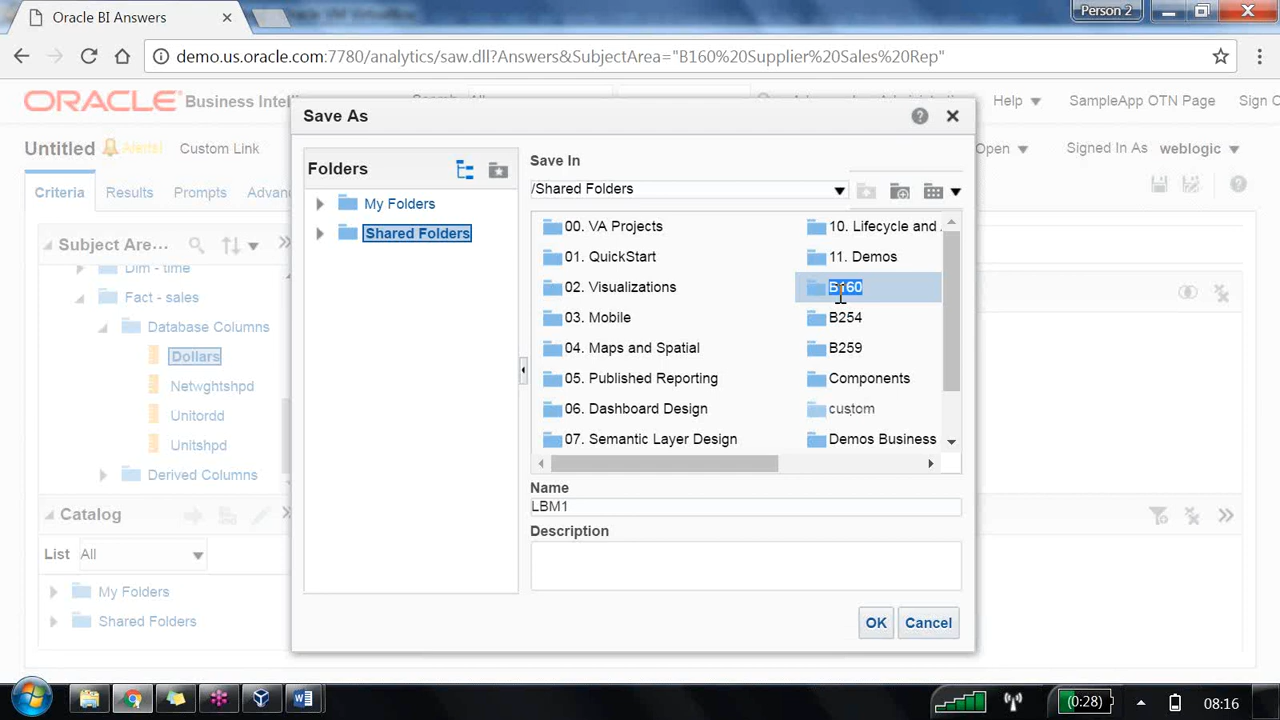 Oracle BI Answers
Person 2
demo.us.oracle.com:7780/analytics/saw.dll?Answers&SubjectArea="B160%20Supplier%20Sales%20Rep"
ORACLE Business Intelli
Help
SampleApp OTN Page
Sign O
Untitled
Alerts!
Custom Link
Open
Signed In As weblogic
Criteria
Results
Prompts
Advan
Subject Are...
Dim - time
Fact - sales
Database Columns
Dollars
Netwghtshpd
Unitordd
Unitshpd
Derived Columns
Catalog
List All
My Folders
Shared Folders
Save As
Folders
My Folders
Shared Folders
Save In
/Shared Folders
00. VA Projects
01. QuickStart
02. Visualizations
03. Mobile
04. Maps and Spatial
05. Published Reporting
06. Dashboard Design
07. Semantic Layer Design
10. Lifecycle and .
11. Demos
B160
B254
B259
Components
custom
Demos Business
Name
LBM1
Description
OK
Cancel
(0:28)
08:16